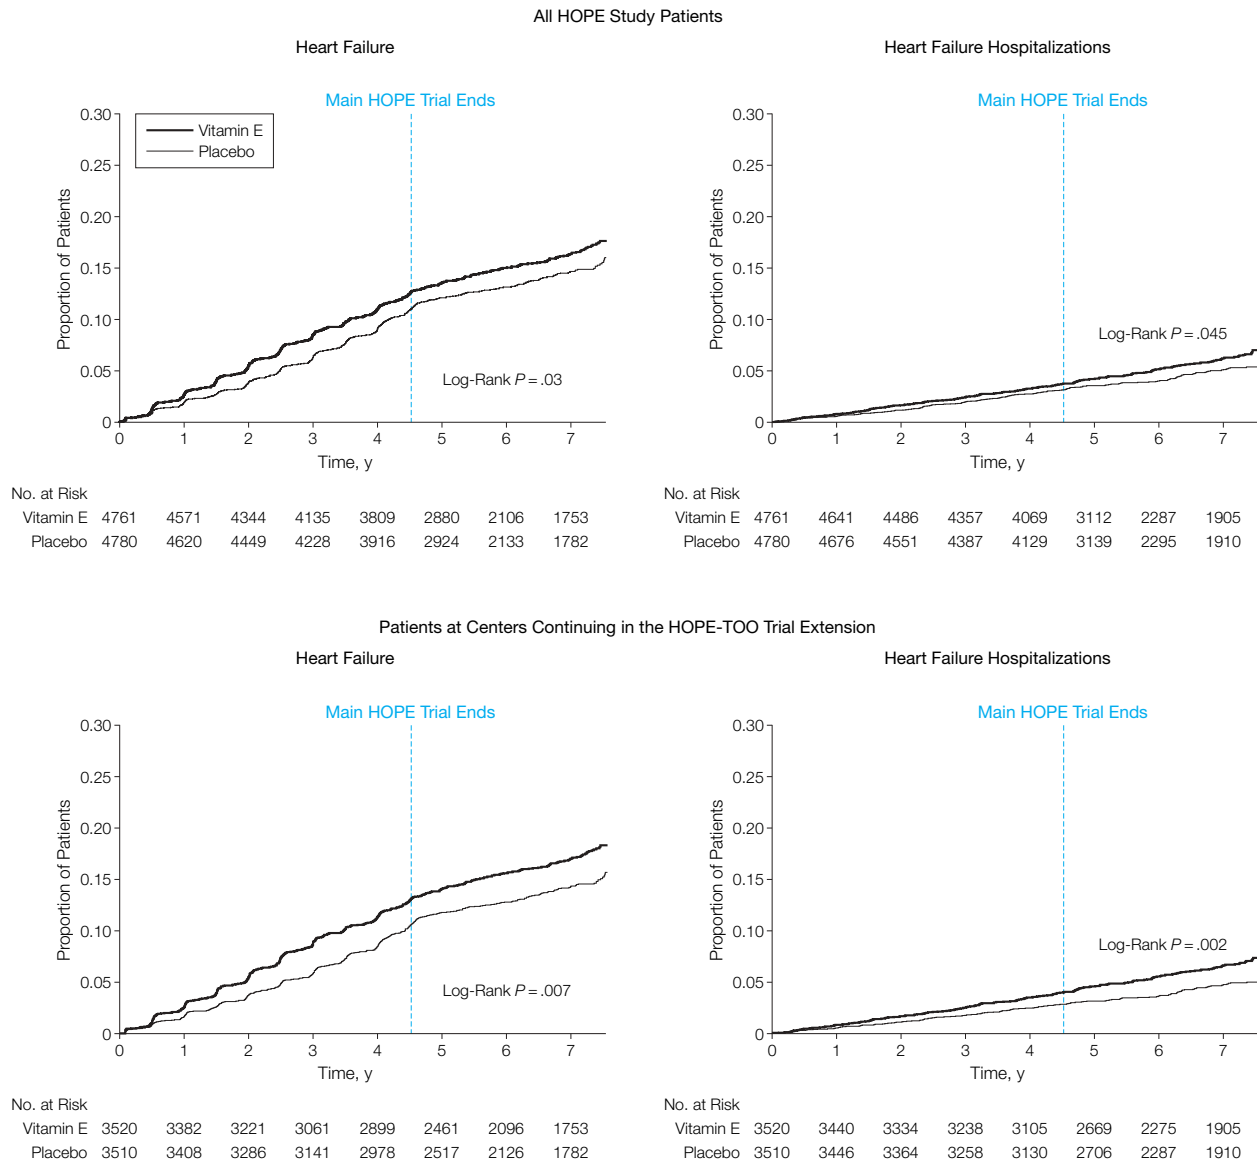 All HOPE Study Patients
Heart Failure
Main HOPE Trial Ends
0.30
0.25
0.20
0.15
0.10
0.05
0
Proportion of Patients
Vitamin E
Placebo
Log-Rank P = .03
0 1 2 3 4 5 6 7
Time, y
No. at Risk
Vitamin E 4761 4571 4344 4135 3809 2880 2106 1753
Placebo 4780 4620 4449 4228 3916 2924 2133 1782
Heart Failure Hospitalizations
Main HOPE Trial Ends
0.30
0.25
0.20
0.15
0.10
0.05
0
Proportion of Patients
Log-Rank P = .045
0 1 2 3 4 5 6 7
Time, y
No. at Risk
Vitamin E 4761 4641 4486 4357 4069 3112 2287 1905
Placebo 4780 4676 4551 4387 4129 3139 2295 1910
Patients at Centers Continuing in the HOPE-TOO Trial Extension
Heart Failure
Main HOPE Trial Ends
0.30
0.25
0.20
0.15
0.10
0.05
0
Proportion of Patients
Log-Rank P = .007
0 1 2 3 4 5 6 7
Time, y
No. at Risk
Vitamin E 3520 3382 3221 3061 2899 2461 2096 1753
Placebo 3510 3408 3286 3141 2978 2517 2126 1782
Heart Failure Hospitalizations
Main HOPE Trial Ends
0.30
0.25
0.20
0.15
0.10
0.05
0
Proportion of Patients
Log-Rank P = .002
0 1 2 3 4 5 6 7
Time, y
No. at Risk
Vitamin E 3520 3440 3334 3238 3105 2669 2275 1905
Placebo 3510 3446 3364 3258 3130 2706 2287 1910